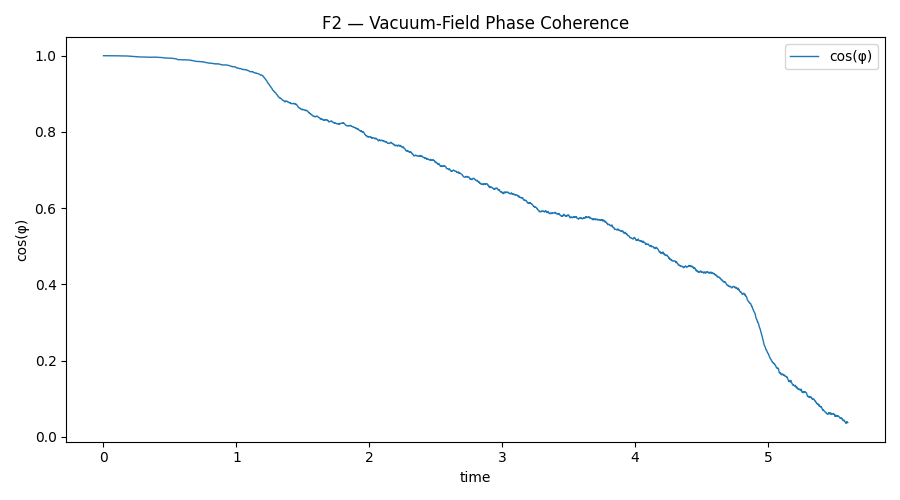 F2 — Vacuum-Field Phase Coherence
cos(φ)
1.0
0.8
0.6
0.4
0.2
0.0
cos(φ)
0 1 2 3 4 5
time